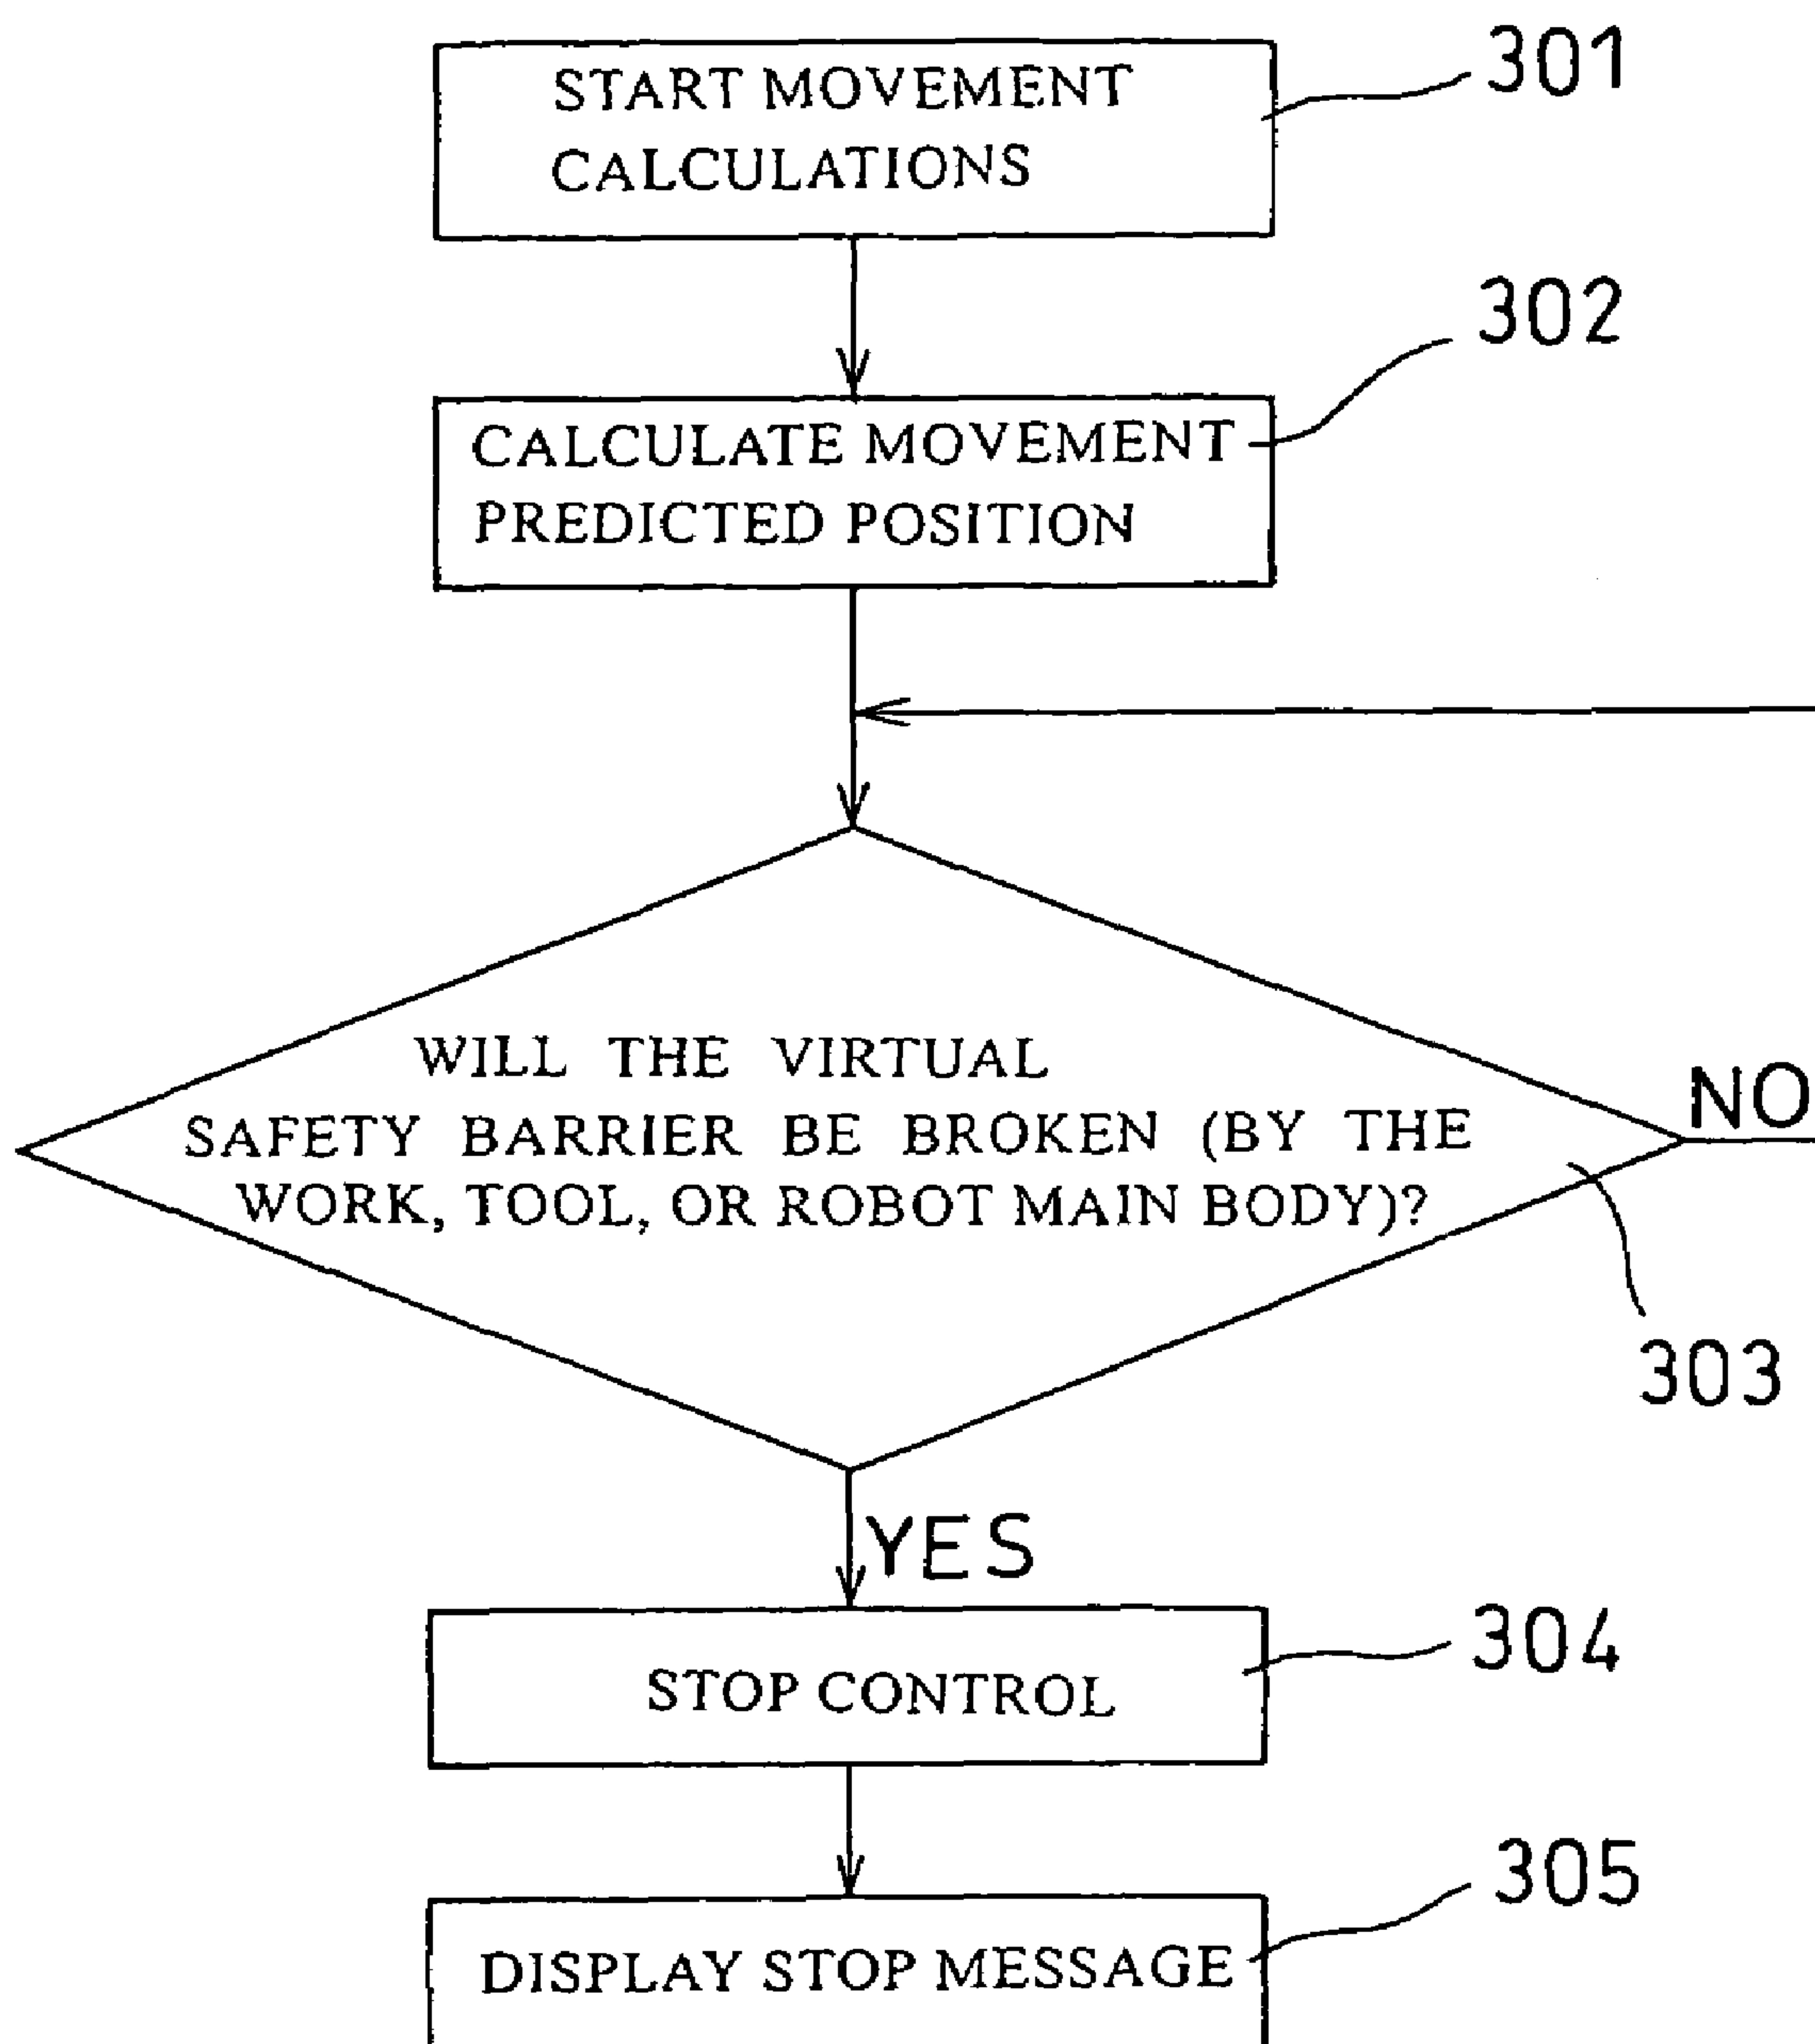 START MOVEMENT
CALCULATIONS
301
CALCULATE MOVEMENT
PREDICTED POSITION
302
WILL THE VIRTUAL
SAFETY BARRIER BE BROKEN (BY THE
WORK, TOOL, OR ROBOT MAIN BODY)?
NO
303
YES
STOP CONTROL
304
DISPLAY STOP MESSAGE
305